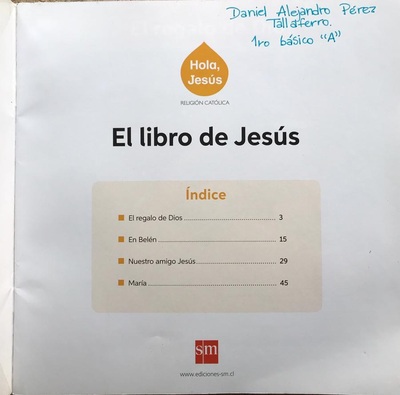 Daniel Alejandro Pérez
Tallaferro.
1ro básico "A"
Hola,
Jesús
RELIGIÓN CATÓLICA
El libro de Jesús
Índice
El regalo de Dios 3
En Belén 15
Nuestro amigo Jesús 29
María 45
sm
www.ediciones-sm.cl